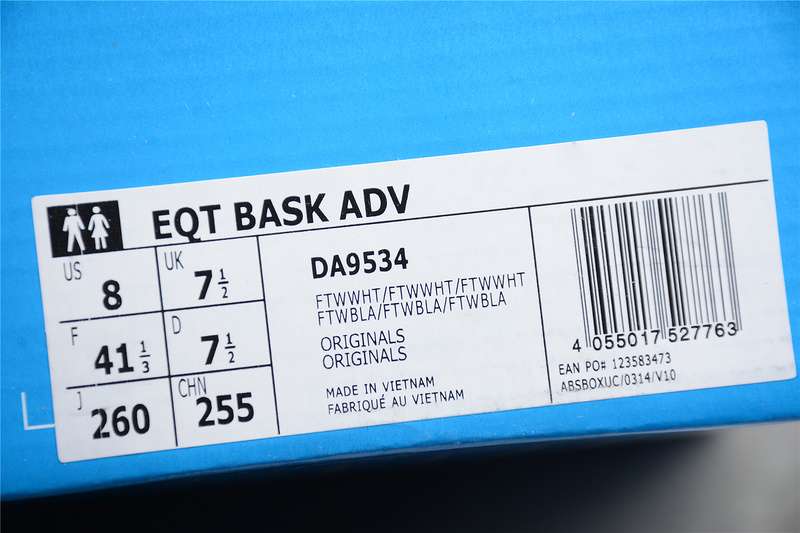 EQT BASK ADV
US 8
UK 7 1/2
F 41 1/3
D 7 1/2
J 260
CHN 255
DA9534
FTWWHT/FTWWHT/FTWWHT
FTWBLA/FTWBLA/FTWBLA
ORIGINALS
ORIGINALS
MADE IN VIETNAM
FABRIQUÉ AU VIETNAM
4 055017 527763
EAN PO# 123583473
ABSBOXUC/0314/V10